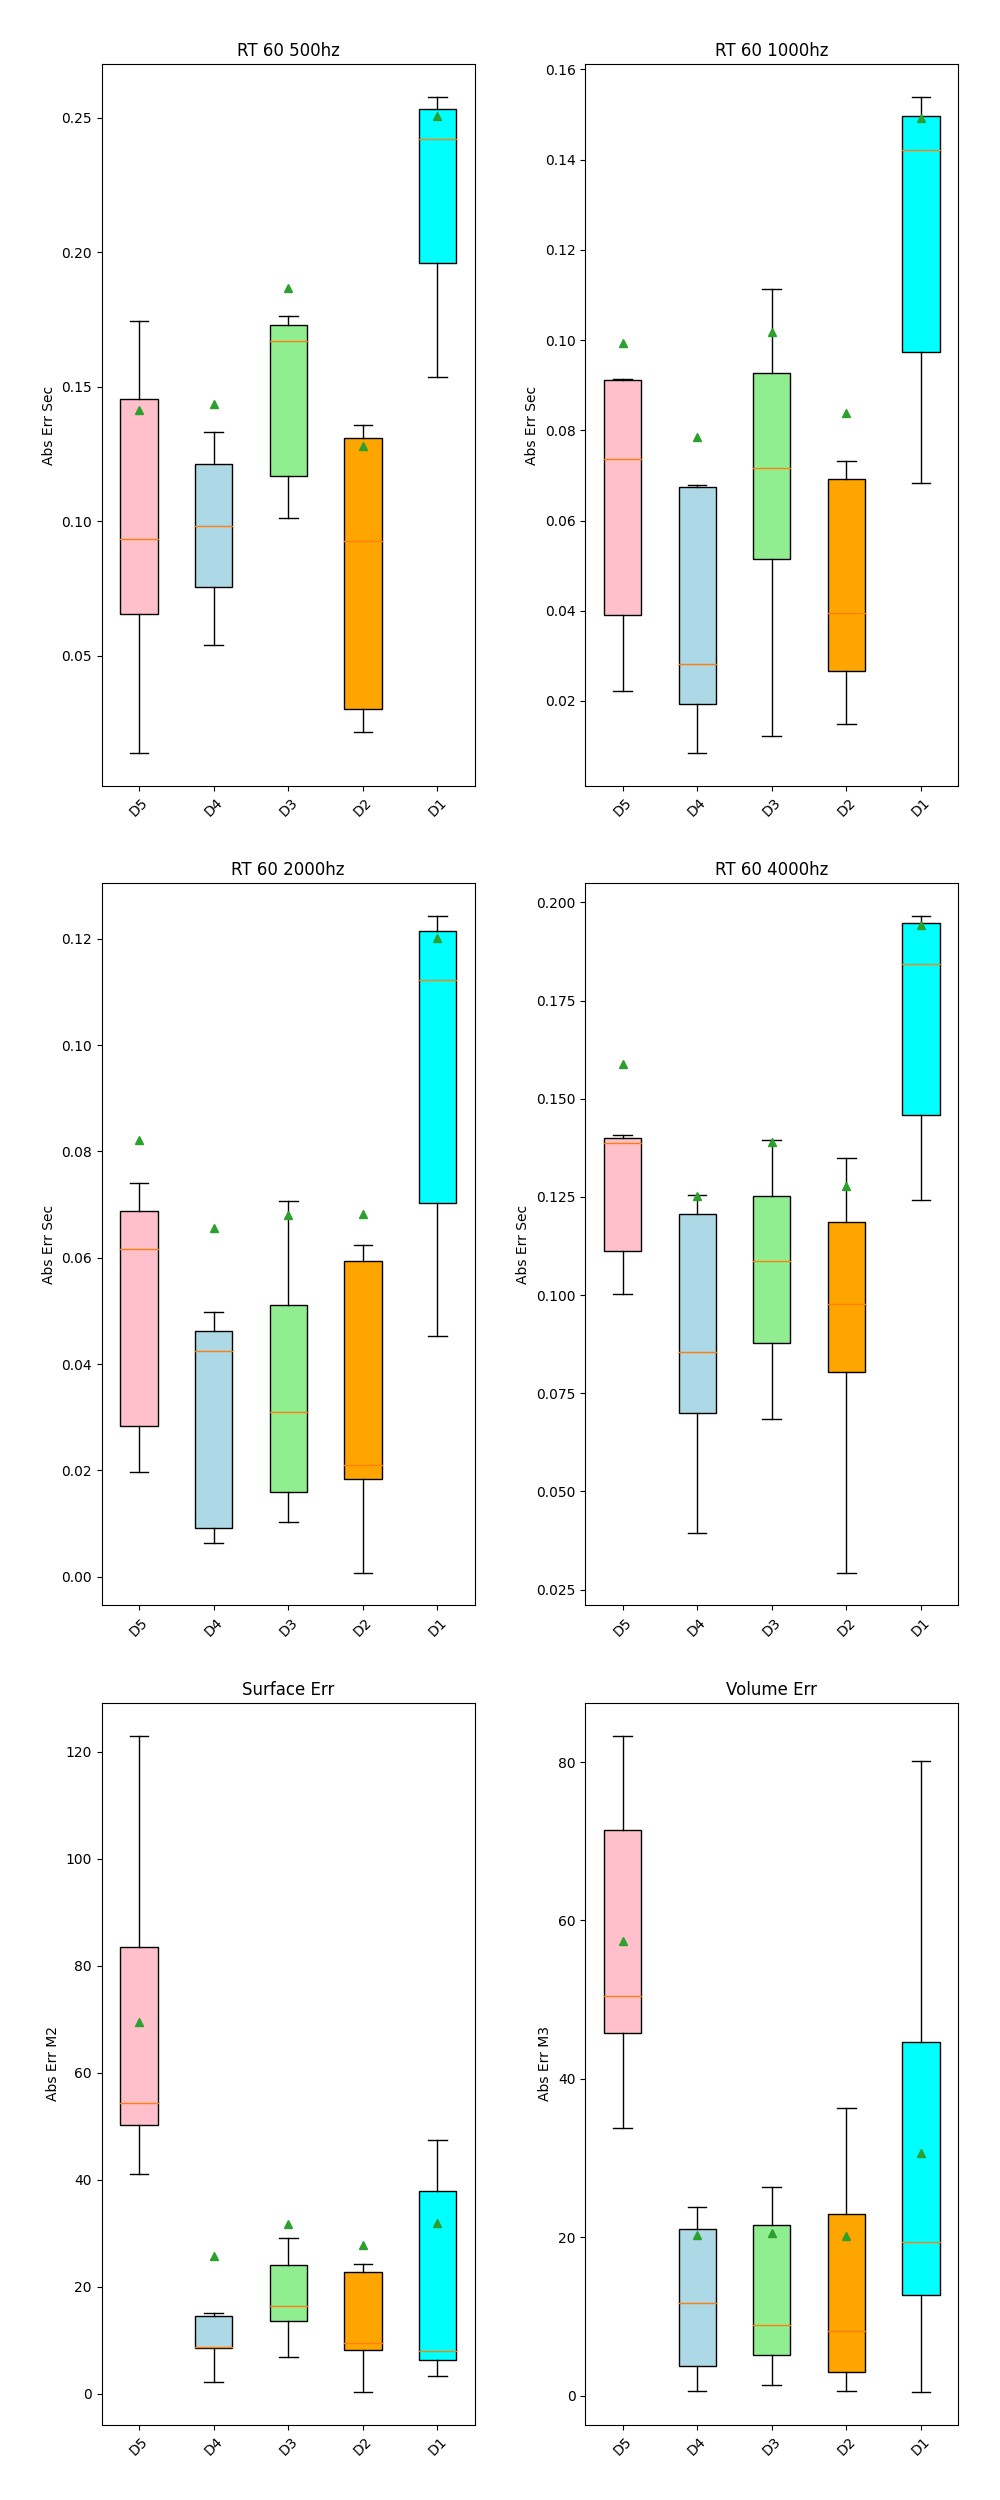 RT 60 500hz
Abs Err Sec
0.25
0.20
0.15
0.10
0.05
D5 D4 D3 D2 D1
RT 60 1000hz
Abs Err Sec
0.16
0.14
0.12
0.10
0.08
0.06
0.04
0.02
D5 D4 D3 D2 D1
RT 60 2000hz
Abs Err Sec
0.12
0.10
0.08
0.06
0.04
0.02
0.00
D5 D4 D3 D2 D1
RT 60 4000hz
Abs Err Sec
0.200
0.175
0.150
0.125
0.100
0.075
0.050
0.025
D5 D4 D3 D2 D1
Surface Err
Abs Err M2
120
100
80
60
40
20
0
D5 D4 D3 D2 D1
Volume Err
Abs Err M3
80
60
40
20
0
D5 D4 D3 D2 D1